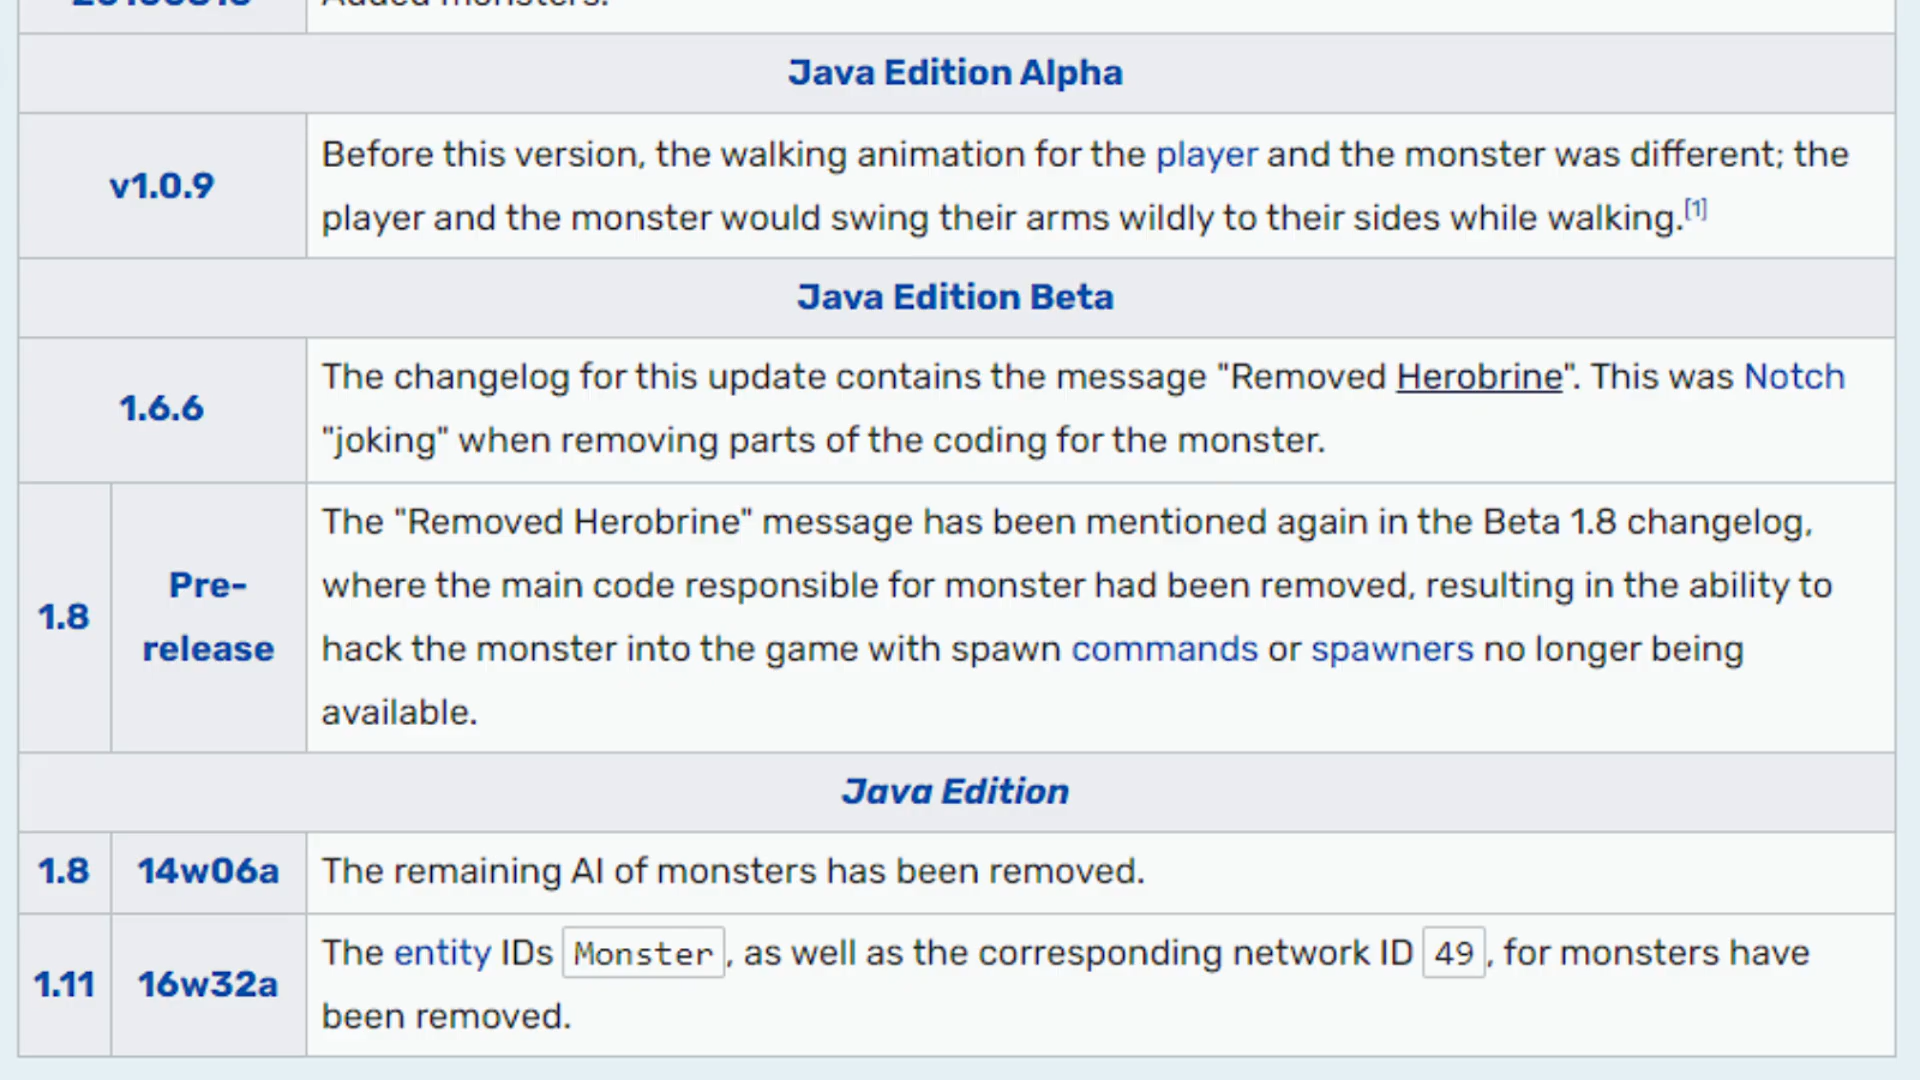 Added monsters.
Java Edition Alpha
v1.0.9
Before this version, the walking animation for the player and the monster was different; the
player and the monster would swing their arms wildly to their sides while walking.[1]
Java Edition Beta
1.6.6
The changelog for this update contains the message "Removed Herobrine". This was Notch
"joking" when removing parts of the coding for the monster.
1.8
Pre-
release
The "Removed Herobrine" message has been mentioned again in the Beta 1.8 changelog,
where the main code responsible for monster had been removed, resulting in the ability to
hack the monster into the game with spawn commands or spawners no longer being
available.
Java Edition
1.8
14w06a
The remaining AI of monsters has been removed.
1.11
16w32a
The entity IDs Monster, as well as the corresponding network ID 49, for monsters have
been removed.